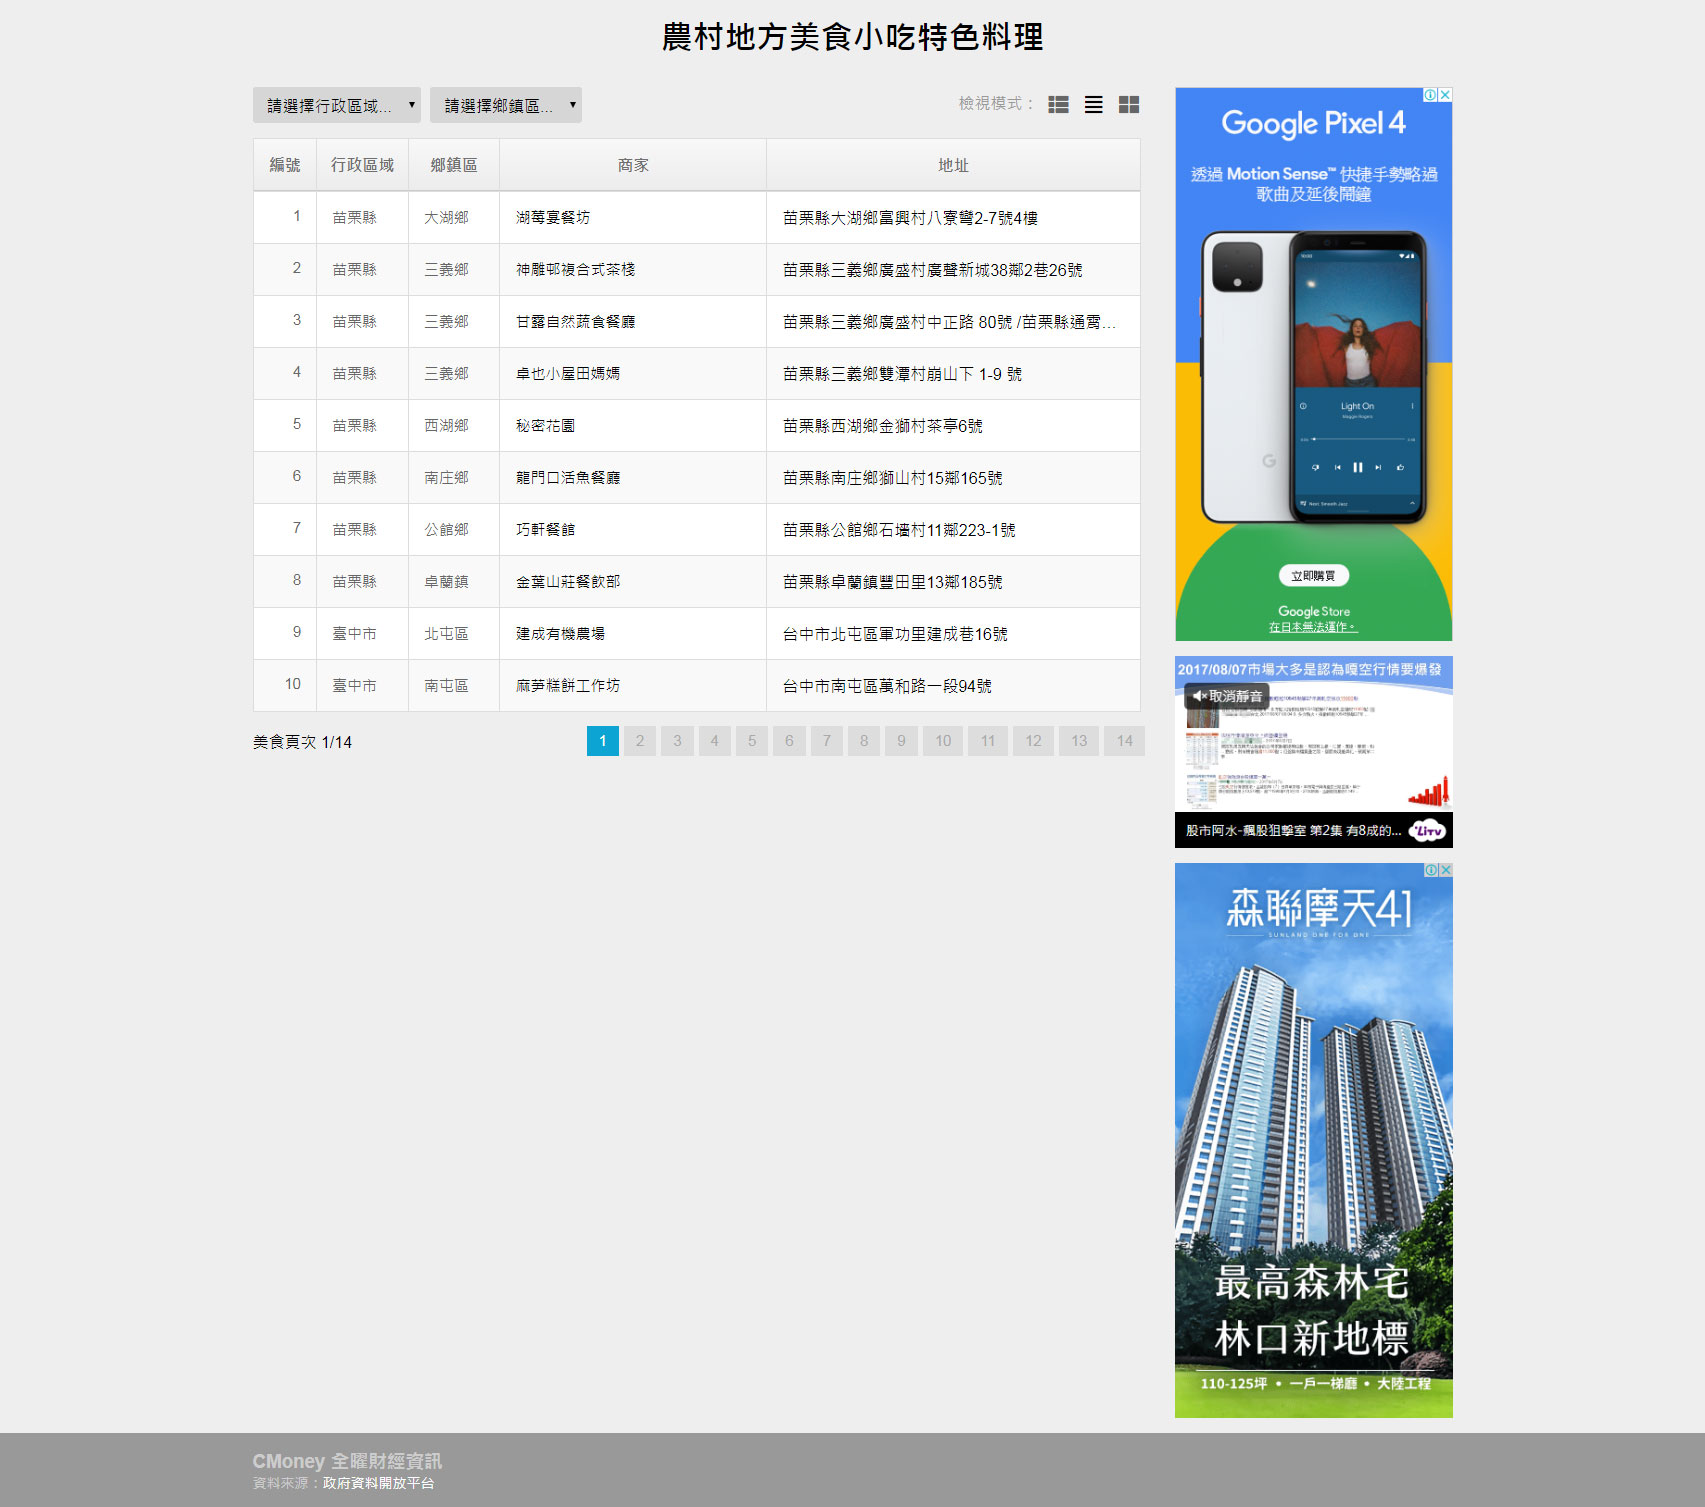 農村地方美食小吃特色料理
請選擇行政區域... 請選擇鄉鎮區...
檢視模式：
編號 行政區域 鄉鎮區 商家 地址
1 苗栗縣 大湖鄉 湖莓宴餐坊 苗栗縣大湖鄉富興村八寮彎2-7號4樓
2 苗栗縣 三義鄉 神雕邨複合式茶棧 苗栗縣三義鄉廣盛村廣聲新城38鄰2巷26號
3 苗栗縣 三義鄉 甘露自然蔬食餐廳 苗栗縣三義鄉廣盛村中正路 80號 /苗栗縣通霄...
4 苗栗縣 三義鄉 卓也小屋田媽媽 苗栗縣三義鄉雙潭村崩山下 1-9 號
5 苗栗縣 西湖鄉 秘密花園 苗栗縣西湖鄉金獅村茶亭6號
6 苗栗縣 南庄鄉 龍門口活魚餐廳 苗栗縣南庄鄉獅山村15鄰165號
7 苗栗縣 公館鄉 巧軒餐館 苗栗縣公館鄉石墻村11鄰223-1號
8 苗栗縣 卓蘭鎮 金葉山莊餐飲部 苗栗縣卓蘭鎮豐田里13鄰185號
9 臺中市 北屯區 建成有機農場 台中市北屯區軍功里建成巷16號
10 臺中市 南屯區 麻芛糕餅工作坊 台中市南屯區萬和路一段94號
美食頁次 1/14
1 2 3 4 5 6 7 8 9 10 11 12 13 14
Google Pixel 4
透過 Motion Sense™ 快捷手勢略過
歌曲及延後鬧鐘
Light On
Maggie Rogers
Next: Smooth Jazz
立即購買
Google Store
在日本無法運作。
2017/08/07市場大多是認為嘎空行情要爆發
取消靜音
股市阿水-飆股狙擊室 第2集 有8成的...
LiTV
森聯摩天41
SUNLAND ONE FOR ONE
最高森林宅
林口新地標
110-125坪 • 一戶一梯廳 • 大陸工程
CMoney 全曜財經資訊
資料來源：政府資料開放平台